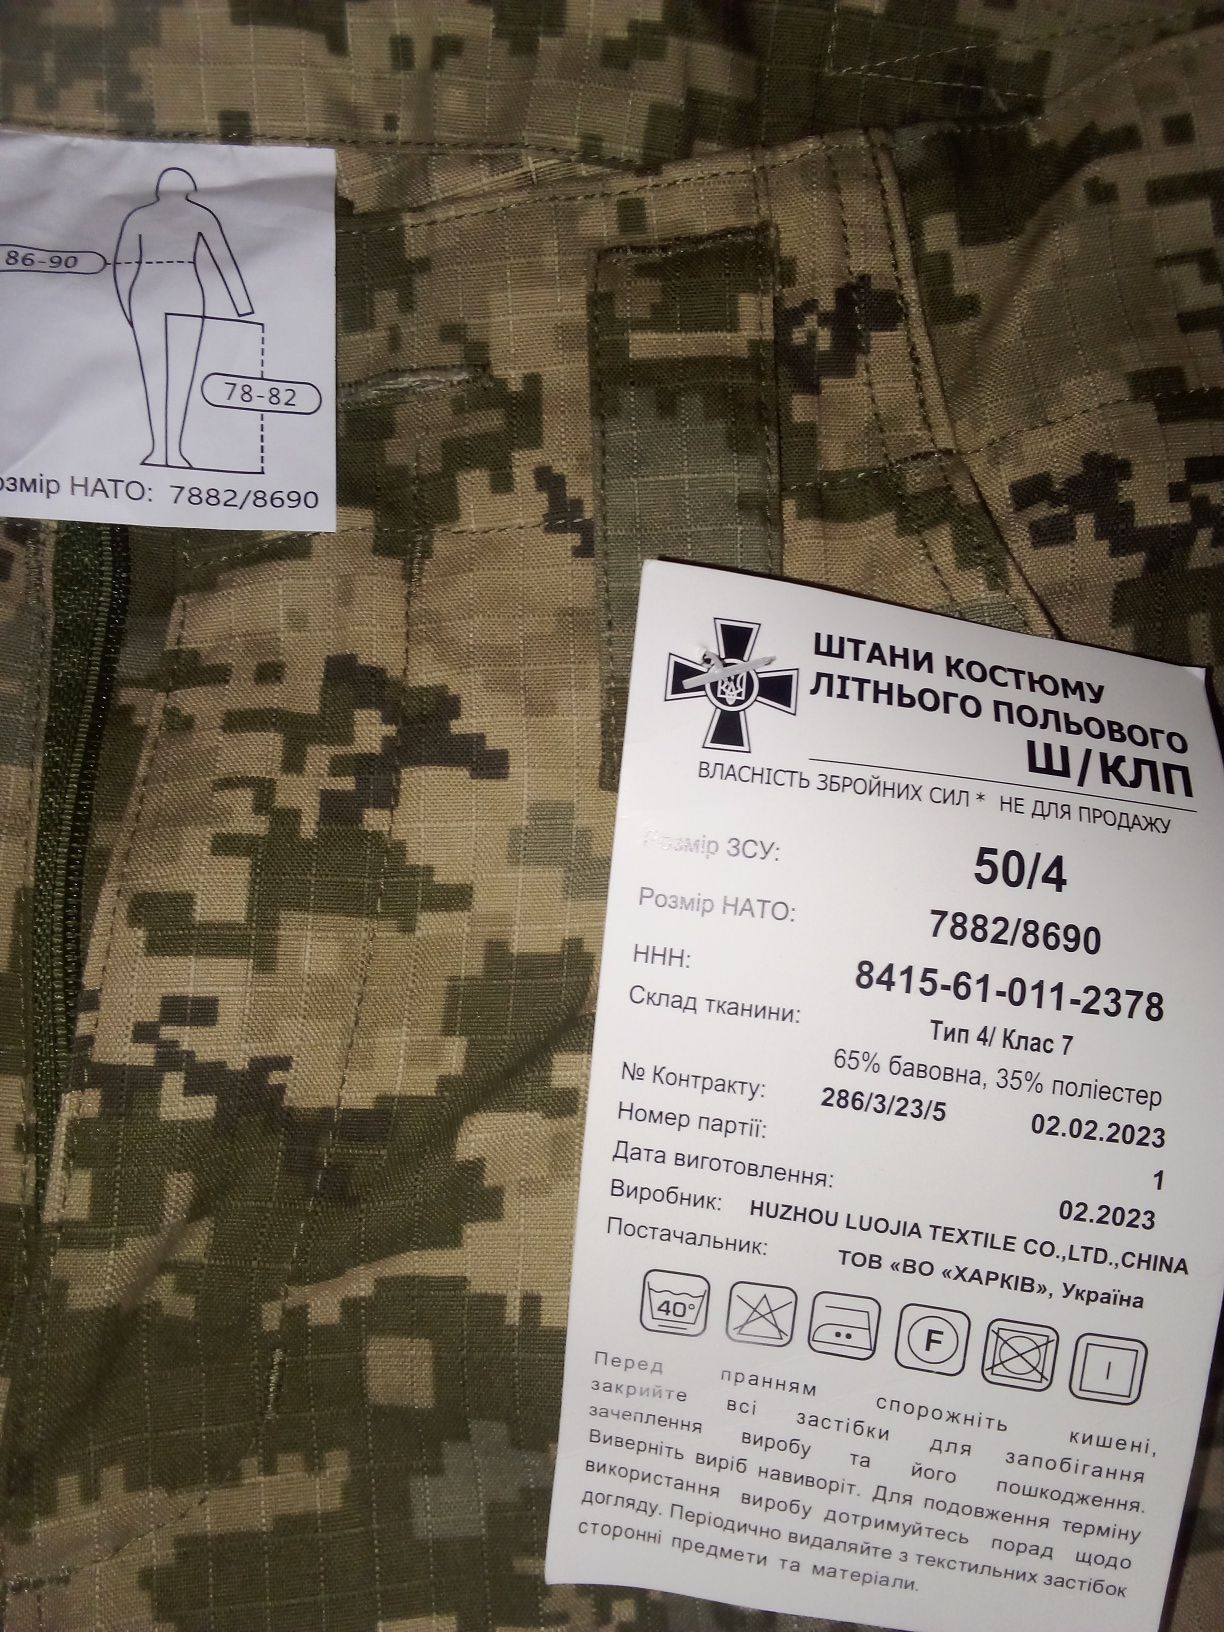 86-90
78-82
НАТО: 7882/8690
ШТАНИ КОСТЮМУ
ЛІТНЬОГО ПОЛЬОВОГО
Ш/КЛП
ВЛАСНІСТЬ ЗБРОЙНИХ СИЛ * НЕ ДЛЯ ПРОДАЖУ
Розмір ЗСУ: 50/4
Розмір НАТО: 7882/8690
ННН: 8415-61-011-2378
Склад тканини: Тип 4/ Клас 7
65% бавовна, 35% поліестер
№ Контракту: 286/3/23/5 02.02.2023
Номер партії: 1
Дата виготовлення: 02.2023
Виробник: HUZHOU LUOJIA TEXTILE CO.,LTD.,CHINA
Постачальник: ТОВ «ВО «ХАРКІВ», Україна
40°
F
Перед пранням спорожніть кишені,
закрийте всі застібки для запобігання
зачеплення виробу та його пошкодження.
Виверніть виріб навиворіт. Для подовження терміну
використання виробу дотримуйтесь порад щодо
догляду. Періодично видаляйте з текстильних застібок
сторонні предмети та матеріали.